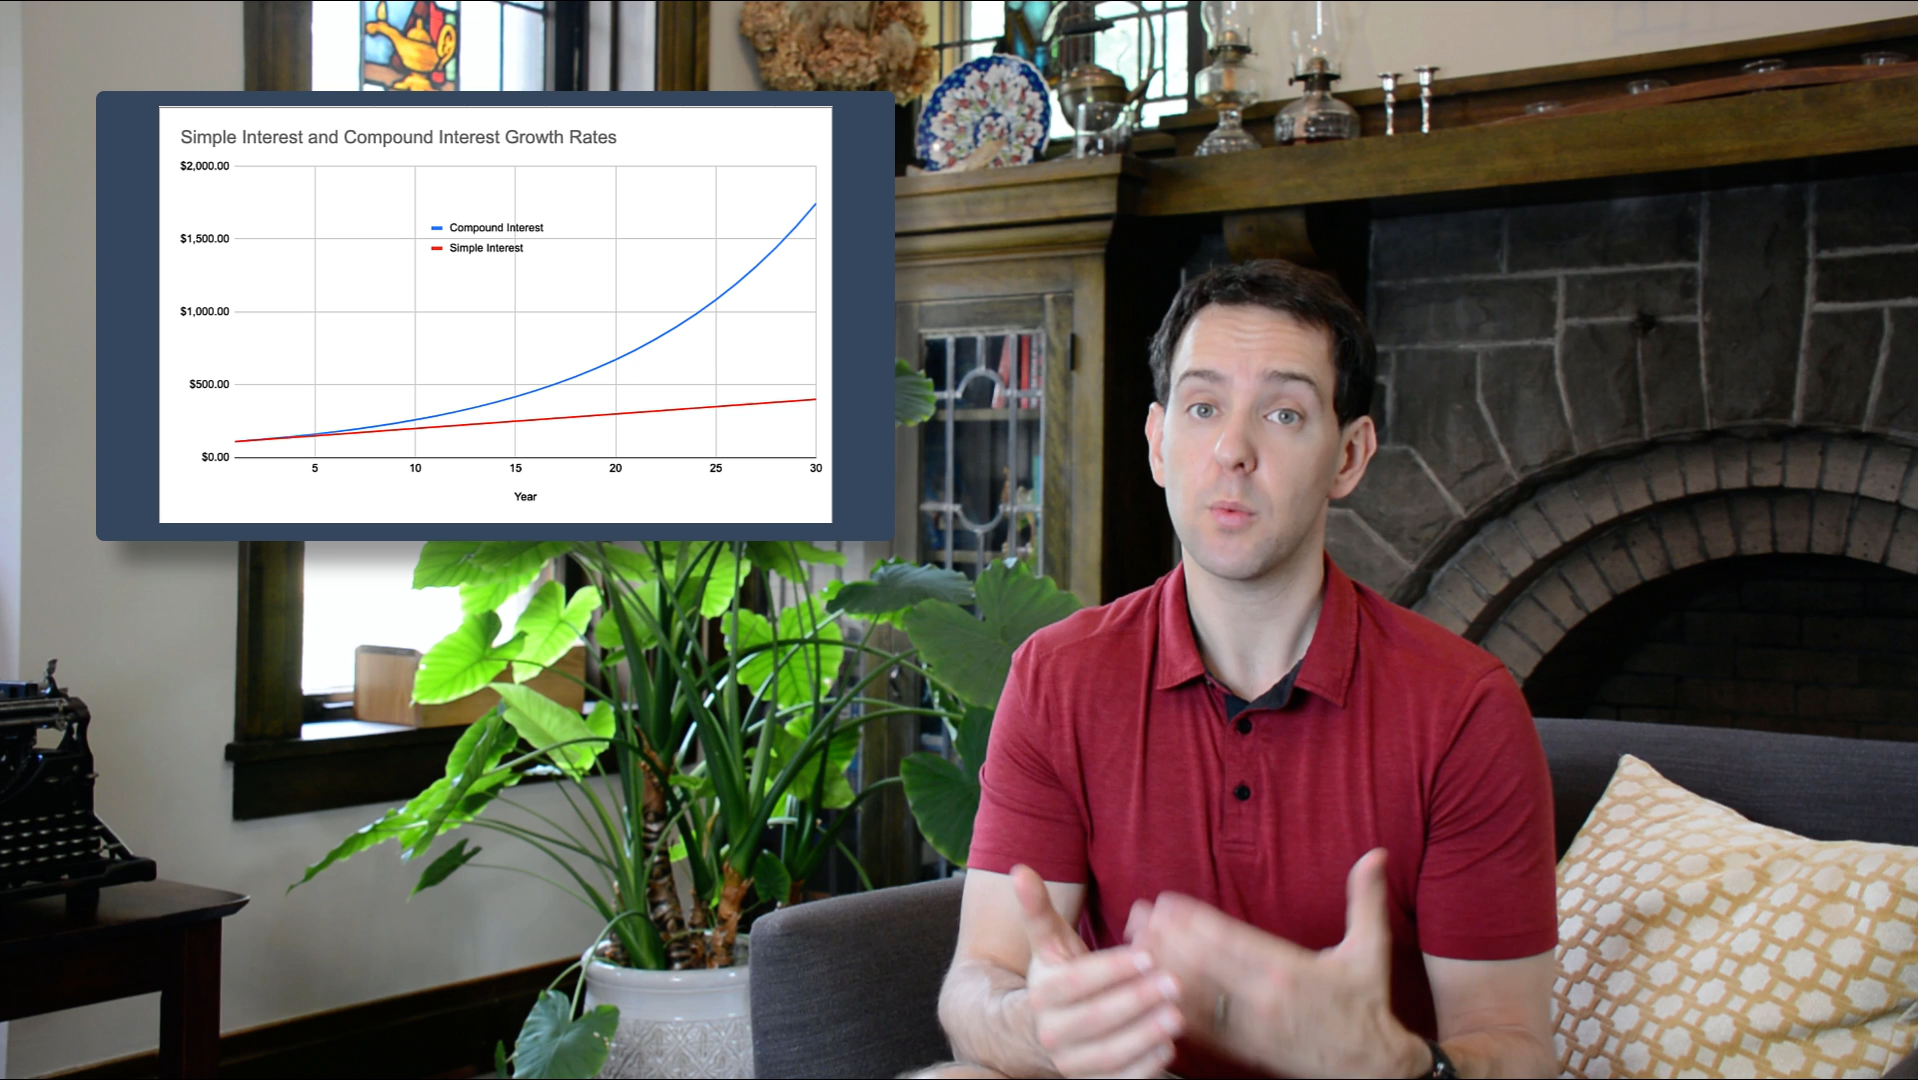 Simple Interest and Compound Interest Growth Rates
$2,000.00
$1,500.00
$1,000.00
$500.00
$0.00
Compound Interest
Simple Interest
5 10 15 20 25 30
Year